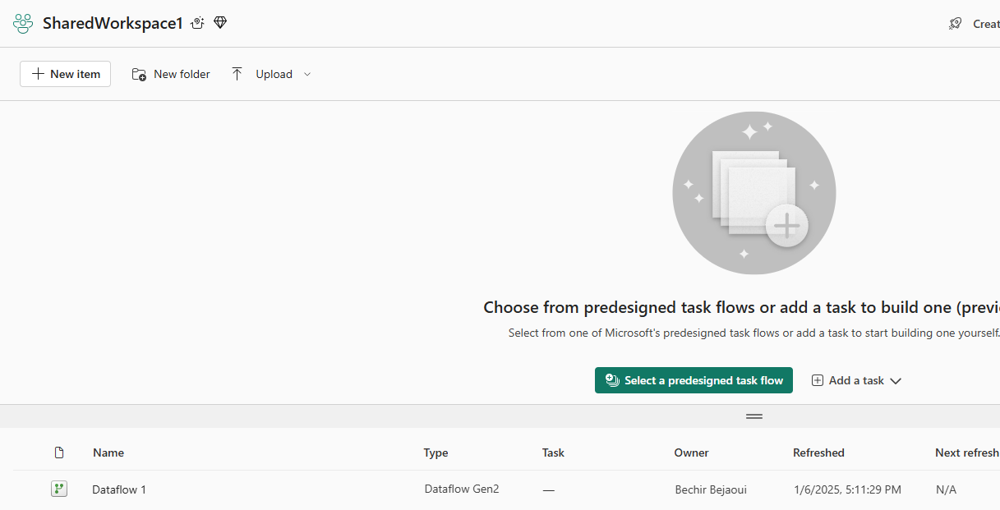 SharedWorkspace1
Creat
New item New folder Upload
Choose from predesigned task flows or add a task to build one (previ
Select from one of Microsoft's predesigned task flows or add a task to start building one yourself.
Select a predesigned task flow Add a task
Name Type Task Owner Refreshed Next refresh
Dataflow 1 Dataflow Gen2 — Bechir Bejaoui 1/6/2025, 5:11:29 PM N/A